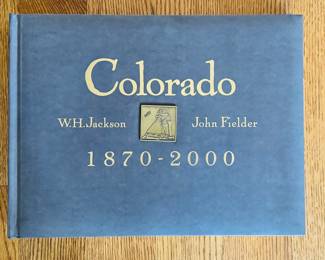 Colorado
W.H. Jackson John Fielder
1870-2000